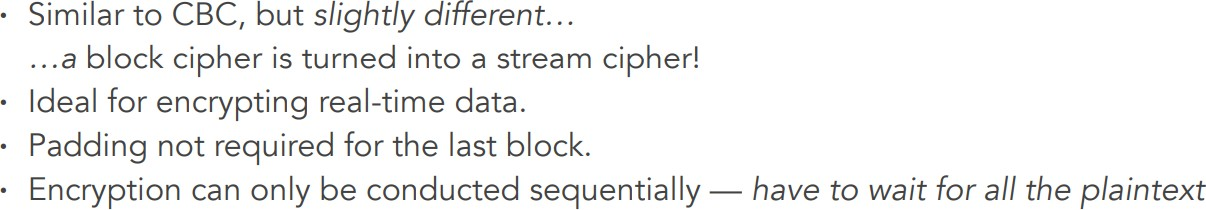 • Similar to CBC, but slightly different…
…a block cipher is turned into a stream cipher!
• Ideal for encrypting real-time data.
• Padding not required for the last block.
• Encryption can only be conducted sequentially — have to wait for all the plaintext